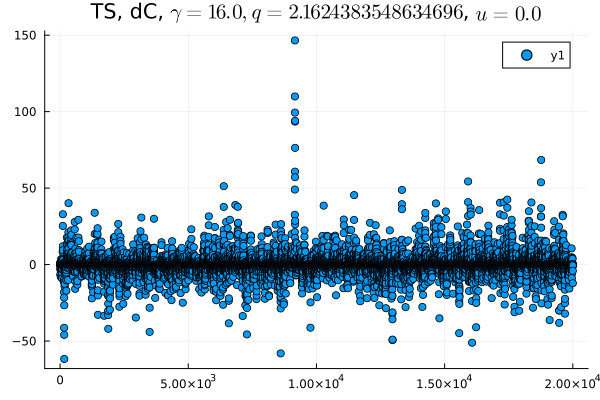 TS, dC, γ = 16.0, q = 2.1624383548634696, u = 0.0
y1
150
100
50
0
−50
0 5.00×10³ 1.00×10⁴ 1.50×10⁴ 2.00×10⁴